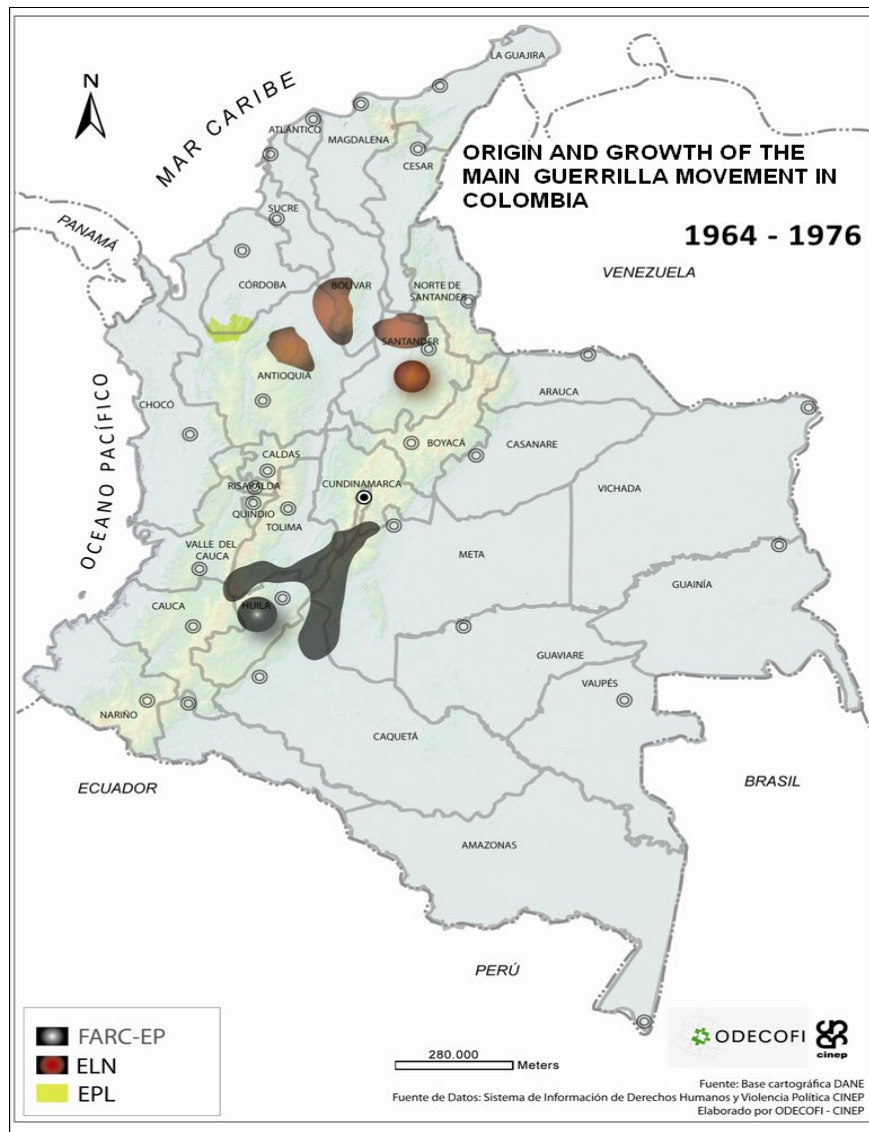 LA GUAJIRA
N
MAR CARIBE
ATLÁNTICO
MAGDALENA
CESAR
ORIGIN AND GROWTH OF THE
MAIN GUERRILLA MOVEMENT IN
COLOMBIA
1964 - 1976
SUCRE
PANAMÁ
VENEZUELA
CÓRDOBA
BOLÍVAR
NORTE DE
SANTANDER
SANTANDER
ANTIOQUIA
ARAUCA
OCEANO PACÍFICO
CHOCÓ
BOYACÁ
CASANARE
CALDAS
RISARALDA
CUNDINAMARCA
VICHADA
QUINDIO
TOLIMA
VALLE DEL
CAUCA
META
GUAINÍA
CAUCA
HUILA
GUAVIARE
VAUPÉS
NARIÑO
CAQUETÁ
ECUADOR
BRASIL
AMAZONAS
PERÚ
FARC-EP
ELN
EPL
280.000
Meters
ODECOFI
cinep
Fuente: Base cartográfica DANE
Fuente de Datos: Sistema de Información de Derechos Humanos y Violencia Política CINEP
Elaborado por ODECOFI - CINEP